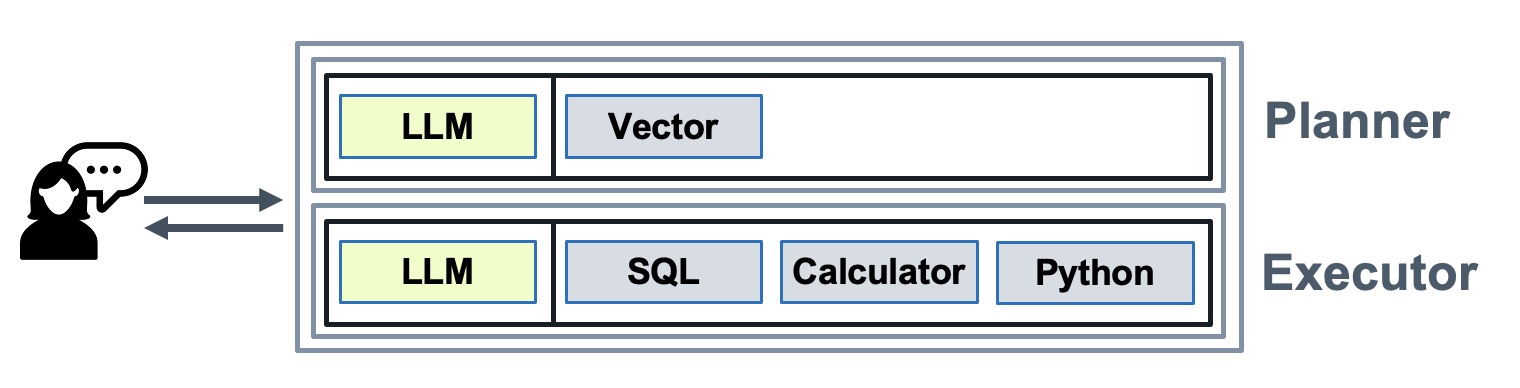 LLM
Vector
Planner
LLM
SQL
Calculator
Python
Executor